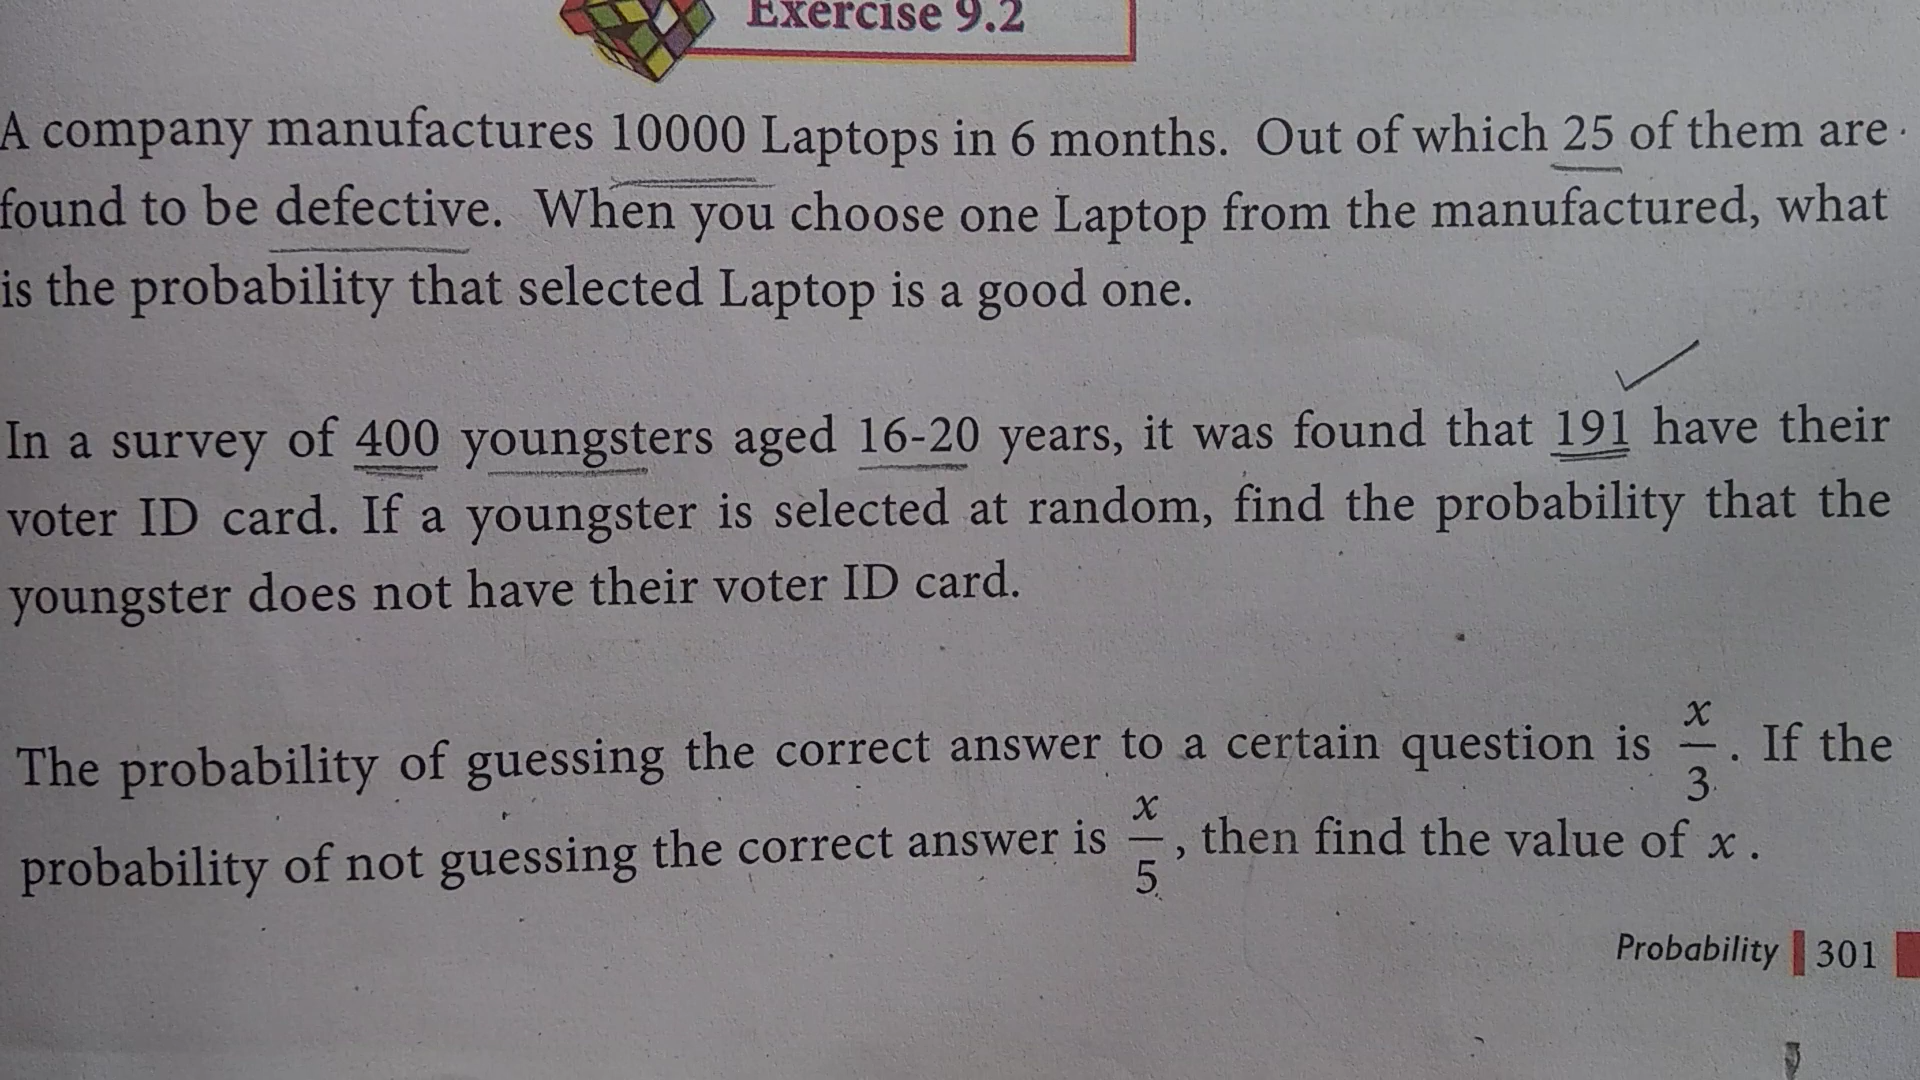 Exercise 9.2
A company manufactures 10000 Laptops in 6 months. Out of which 25 of them are
found to be defective. When you choose one Laptop from the manufactured, what
is the probability that selected Laptop is a good one.
In a survey of 400 youngsters aged 16-20 years, it was found that 191 have their
voter ID card. If a youngster is selected at random, find the probability that the
youngster does not have their voter ID card.
The probability of guessing the correct answer to a certain question is x/3. If the
probability of not guessing the correct answer is x/5, then find the value of x.
Probability 301